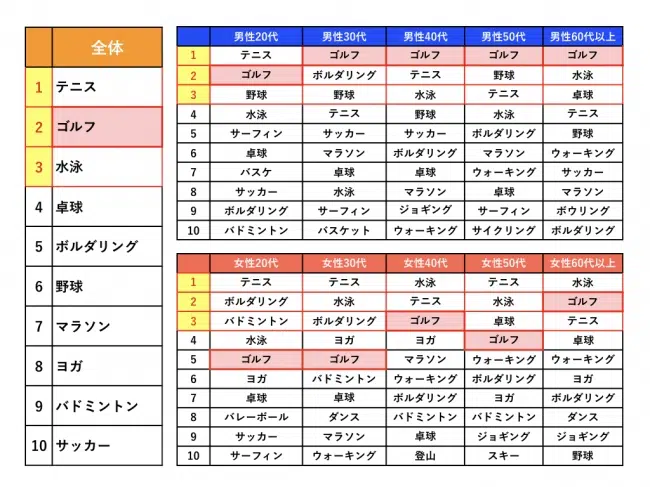 全体
1 テニス
2 ゴルフ
3 水泳
4 卓球
5 ボルダリング
6 野球
7 マラソン
8 ヨガ
9 バドミントン
10 サッカー
男性20代 男性30代 男性40代 男性50代 男性60代以上
1 テニス ゴルフ ゴルフ ゴルフ ゴルフ
2 ゴルフ ボルダリング テニス 野球 水泳
3 野球 野球 水泳 テニス 卓球
4 水泳 テニス 野球 水泳 テニス
5 サーフィン サッカー サッカー ボルダリング 野球
6 卓球 マラソン ボルダリング マラソン ウォーキング
7 バスケ 卓球 卓球 ウォーキング サッカー
8 サッカー 水泳 マラソン 卓球 マラソン
9 ボルダリング サーフィン ジョギング サーフィン ボウリング
10 バドミントン バスケット ウォーキング サイクリング ボルダリング
女性20代 女性30代 女性40代 女性50代 女性60代以上
1 テニス テニス 水泳 テニス 水泳
2 ボルダリング 水泳 テニス 水泳 ゴルフ
3 バドミントン ボルダリング ゴルフ 卓球 テニス
4 水泳 ヨガ ヨガ ゴルフ 卓球
5 ゴルフ ゴルフ マラソン ウォーキング ウォーキング
6 ヨガ バドミントン ウォーキング ボルダリング ヨガ
7 卓球 卓球 ボルダリング ヨガ ボルダリング
8 バレーボール ダンス バドミントン バドミントン ダンス
9 サッカー マラソン 卓球 ジョギング ジョギング
10 サーフィン ウォーキング 登山 スキー 野球